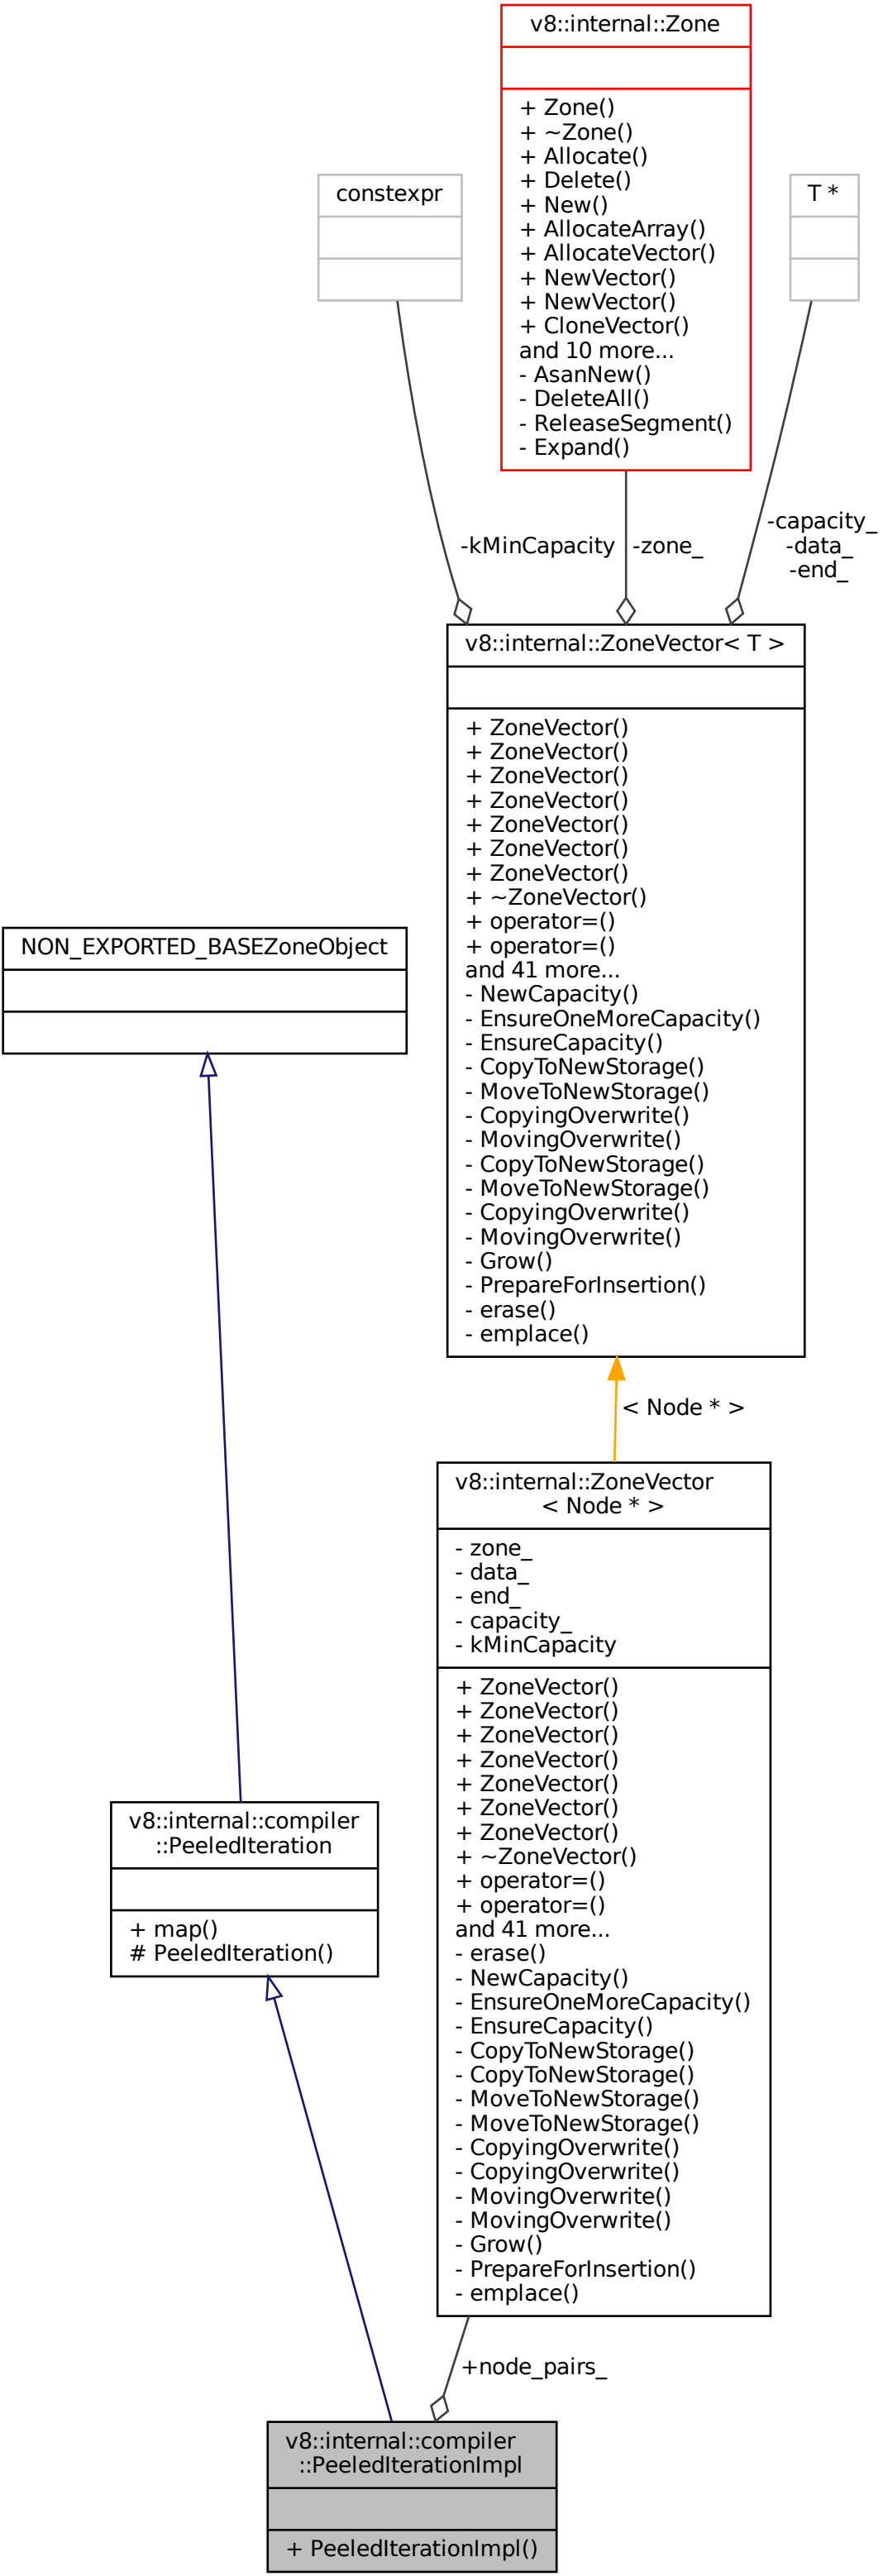 v8::internal::Zone
+ Zone()
+ ~Zone()
+ Allocate()
+ Delete()
+ New()
+ AllocateArray()
+ AllocateVector()
+ NewVector()
+ NewVector()
+ CloneVector()
and 10 more...
- AsanNew()
- DeleteAll()
- ReleaseSegment()
- Expand()
constexpr
T *
-kMinCapacity
-zone_
-capacity_
-data_
-end_
v8::internal::ZoneVector< T >
+ ZoneVector()
+ ZoneVector()
+ ZoneVector()
+ ZoneVector()
+ ZoneVector()
+ ZoneVector()
+ ZoneVector()
+ ~ZoneVector()
+ operator=()
+ operator=()
and 41 more...
- NewCapacity()
- EnsureOneMoreCapacity()
- EnsureCapacity()
- CopyToNewStorage()
- MoveToNewStorage()
- CopyingOverwrite()
- MovingOverwrite()
- CopyToNewStorage()
- MoveToNewStorage()
- CopyingOverwrite()
- MovingOverwrite()
- Grow()
- PrepareForInsertion()
- erase()
- emplace()
NON_EXPORTED_BASEZoneObject
< Node * >
v8::internal::ZoneVector
< Node * >
- zone_
- data_
- end_
- capacity_
- kMinCapacity
+ ZoneVector()
+ ZoneVector()
+ ZoneVector()
+ ZoneVector()
+ ZoneVector()
+ ZoneVector()
+ ZoneVector()
+ ~ZoneVector()
+ operator=()
+ operator=()
and 41 more...
- erase()
- NewCapacity()
- EnsureOneMoreCapacity()
- EnsureCapacity()
- CopyToNewStorage()
- CopyToNewStorage()
- MoveToNewStorage()
- MoveToNewStorage()
- CopyingOverwrite()
- CopyingOverwrite()
- MovingOverwrite()
- MovingOverwrite()
- Grow()
- PrepareForInsertion()
- emplace()
v8::internal::compiler
::PeeledIteration
+ map()
# PeeledIteration()
+node_pairs_
v8::internal::compiler
::PeeledIterationImpl
+ PeeledIterationImpl()